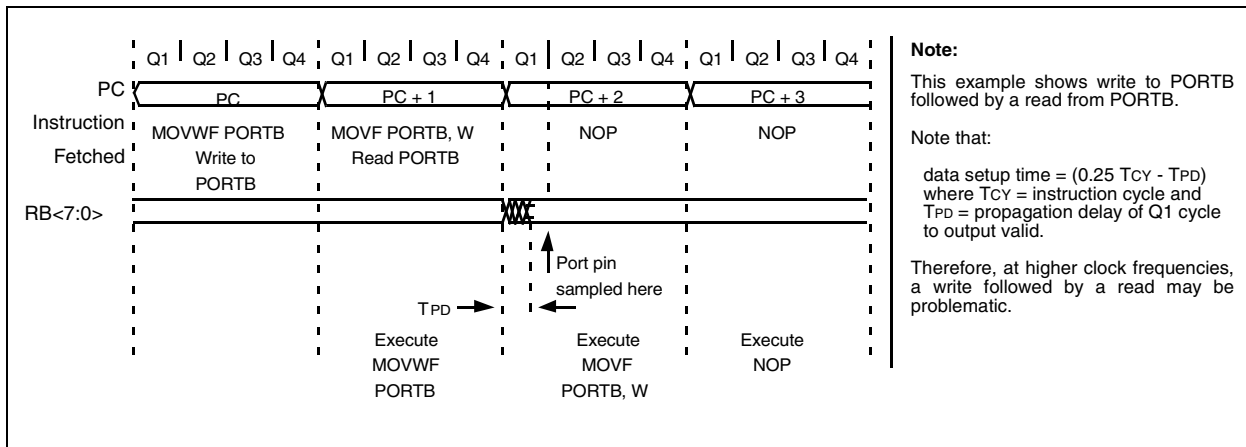 Q1 Q2 Q3 Q4 Q1 Q2 Q3 Q4 Q1 Q2 Q3 Q4 Q1 Q2 Q3 Q4
PC PC PC + 1 PC + 2 PC + 3
Instruction
Fetched
MOVWF PORTB
Write to
PORTB
MOVF PORTB, W
Read PORTB
NOP
NOP
RB<7:0>
Port pin
sampled here
TPD
Execute
MOVWF
PORTB
Execute
MOVF
PORTB, W
Execute
NOP
Note:
This example shows write to PORTB
followed by a read from PORTB.
Note that:
data setup time = (0.25 TCY - TPD)
where TCY = instruction cycle and
TPD = propagation delay of Q1 cycle
to output valid.
Therefore, at higher clock frequencies,
a write followed by a read may be
problematic.